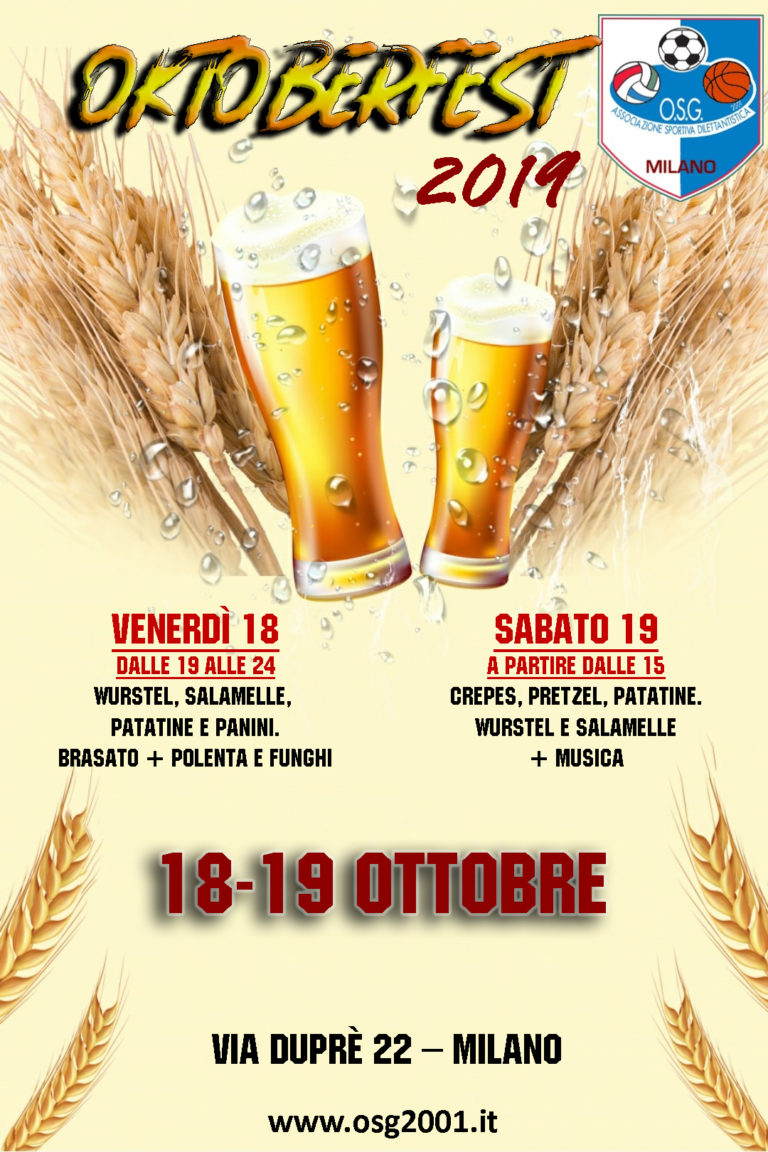 OKTOBERFEST
2019
O.S.G.
ASSOCIAZIONE SPORTIVA DILETTANTISTICA
MILANO
VENERDÌ 18
DALLE 19 ALLE 24
WURSTEL, SALAMELLE,
PATATINE E PANINI.
BRASATO + POLENTA E FUNGHI
SABATO 19
A PARTIRE DALLE 15
CREPES, PRETZEL, PATATINE.
WURSTEL E SALAMELLE
+ MUSICA
18-19 OTTOBRE
VIA DUPRÈ 22 – MILANO
www.osg2001.it